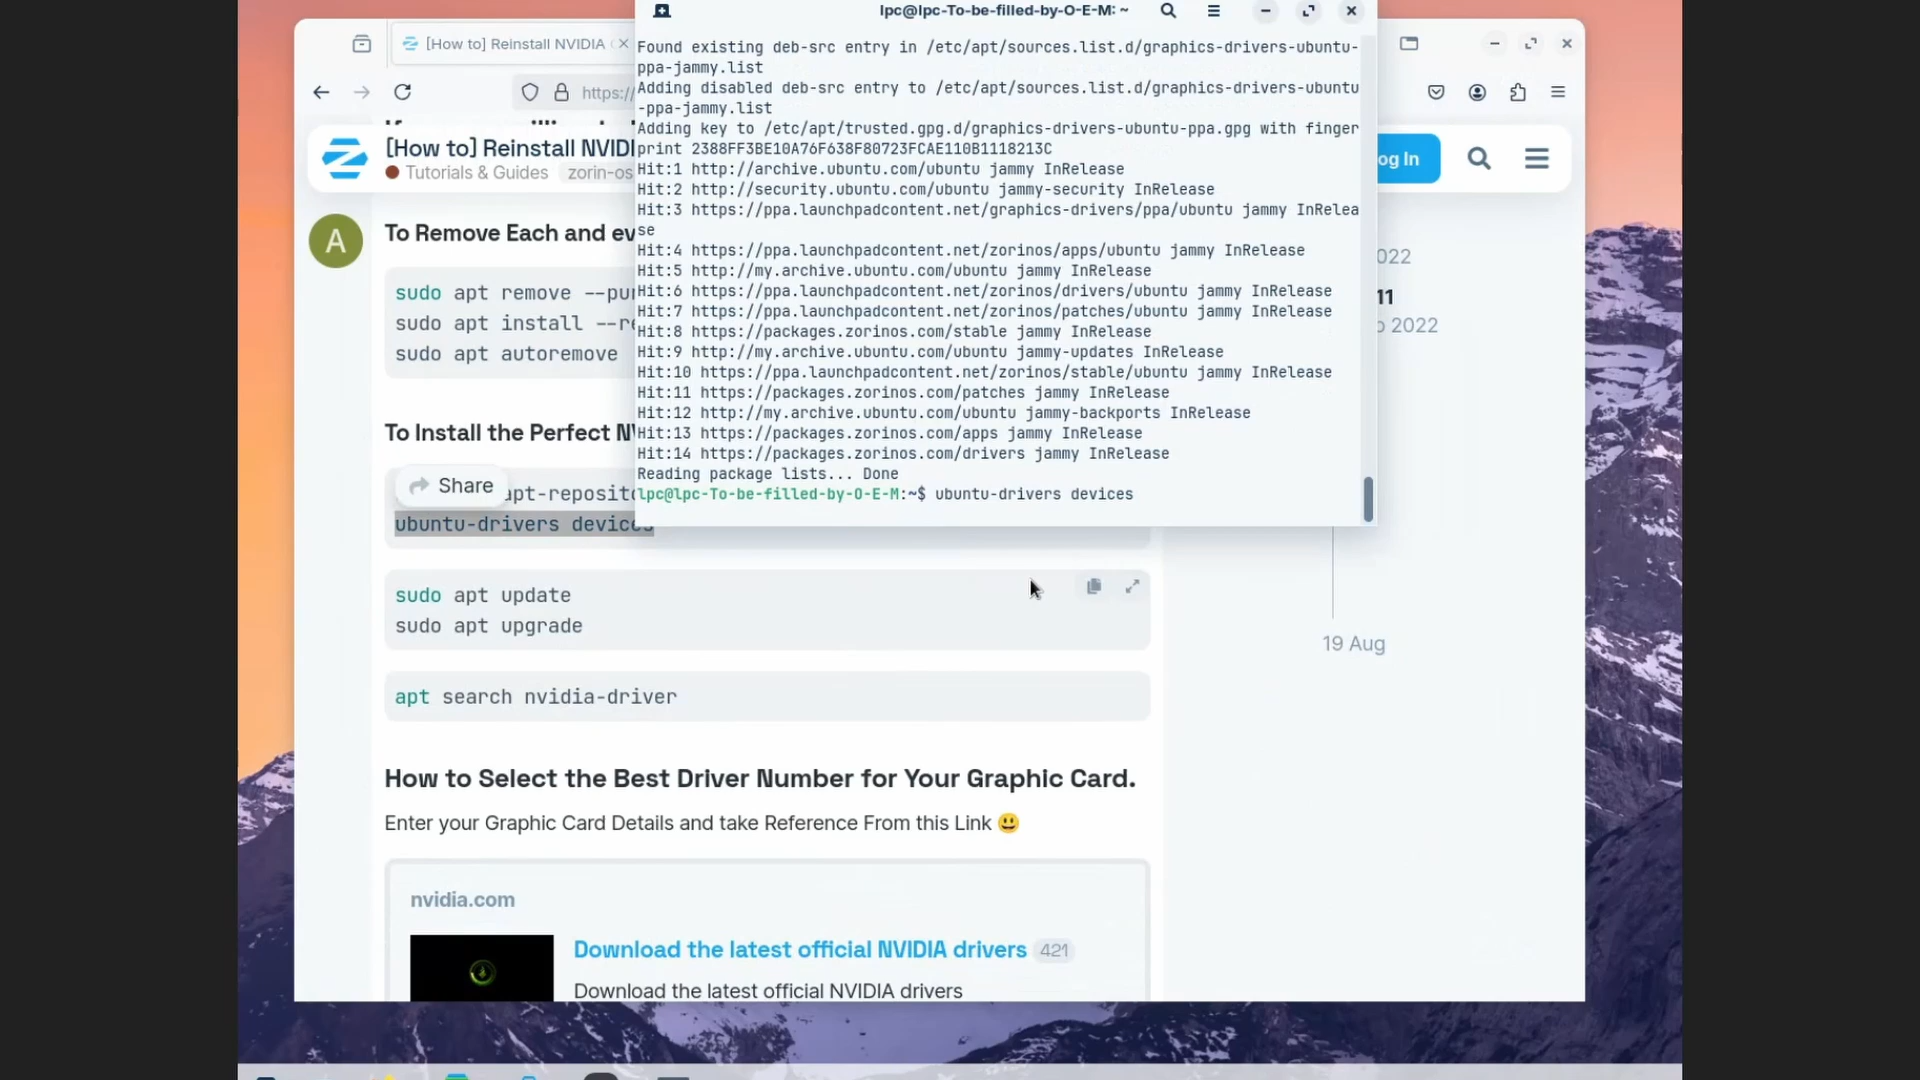 lpc@lpc-To-be-filled-by-O-E-M: ~
Found existing deb-src entry in /etc/apt/sources.list.d/graphics-drivers-ubuntu-
ppa-jammy.list
Adding disabled deb-src entry to /etc/apt/sources.list.d/graphics-drivers-ubuntu
-ppa-jammy.list
Adding key to /etc/apt/trusted.gpg.d/graphics-drivers-ubuntu-ppa.gpg with finger
print 2388FF3BE10A76F638F80723FCAE110B1118213C
Hit:1 http://archive.ubuntu.com/ubuntu jammy InRelease
Hit:2 http://security.ubuntu.com/ubuntu jammy-security InRelease
Hit:3 https://ppa.launchpadcontent.net/graphics-drivers/ppa/ubuntu jammy InRelea
se
Hit:4 https://ppa.launchpadcontent.net/zorinos/apps/ubuntu jammy InRelease
Hit:5 http://my.archive.ubuntu.com/ubuntu jammy InRelease
Hit:6 https://ppa.launchpadcontent.net/zorinos/drivers/ubuntu jammy InRelease
Hit:7 https://ppa.launchpadcontent.net/zorinos/patches/ubuntu jammy InRelease
Hit:8 https://packages.zorinos.com/stable jammy InRelease
Hit:9 http://my.archive.ubuntu.com/ubuntu jammy-updates InRelease
Hit:10 https://ppa.launchpadcontent.net/zorinos/stable/ubuntu jammy InRelease
Hit:11 https://packages.zorinos.com/patches jammy InRelease
Hit:12 http://my.archive.ubuntu.com/ubuntu jammy-backports InRelease
Hit:13 https://packages.zorinos.com/apps jammy InRelease
Hit:14 https://packages.zorinos.com/drivers jammy InRelease
Reading package lists... Done
lpc@lpc-To-be-filled-by-O-E-M:~$ ubuntu-drivers devices
[How to] Reinstall NVIDIA
https://
[How to] Reinstall NVIDI
Tutorials & Guides zorin-os
og In
A
To Remove Each and ev
sudo apt remove --pur
sudo apt install --re
sudo apt autoremove
To Install the Perfect NV
Share
apt-reposito
ubuntu-drivers devices
sudo apt update
sudo apt upgrade
apt search nvidia-driver
How to Select the Best Driver Number for Your Graphic Card.
Enter your Graphic Card Details and take Reference From this Link 😃
nvidia.com
Download the latest official NVIDIA drivers 421
Download the latest official NVIDIA drivers
022
11
2022
19 Aug